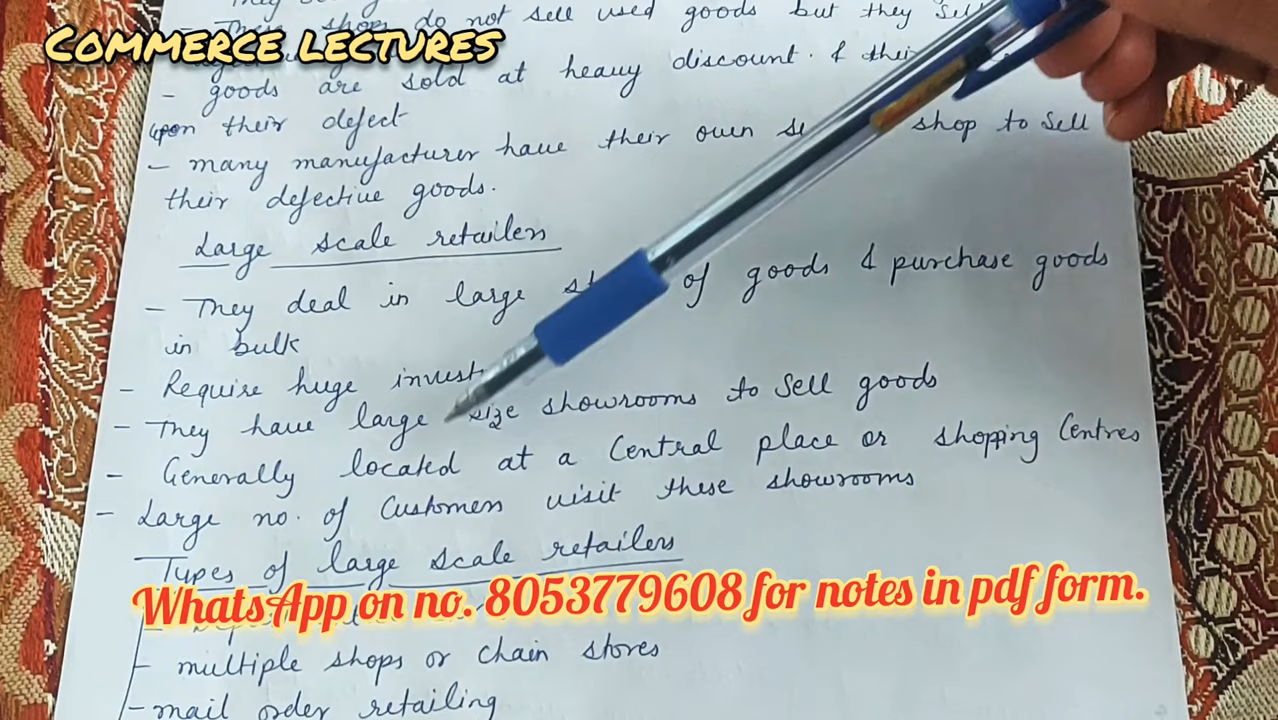 COMMERCE LECTURES
shops do not sell used goods but they sell
- goods are sold at heavy discount. &
upon their defect
- many manufacturer have their own shop to sell
their defective goods.
Large scale retailers
- They deal in large of goods & purchase goods
in bulk
- Require huge
- They have large size showrooms to sell goods
- Generally located at a Central place or shopping Centres
- Large no. of Customers visit these showrooms
Types of large scale retailers
WhatsApp on no. 8053779608 for notes in pdf form.
- multiple shops or chain stores
- mail order retailing